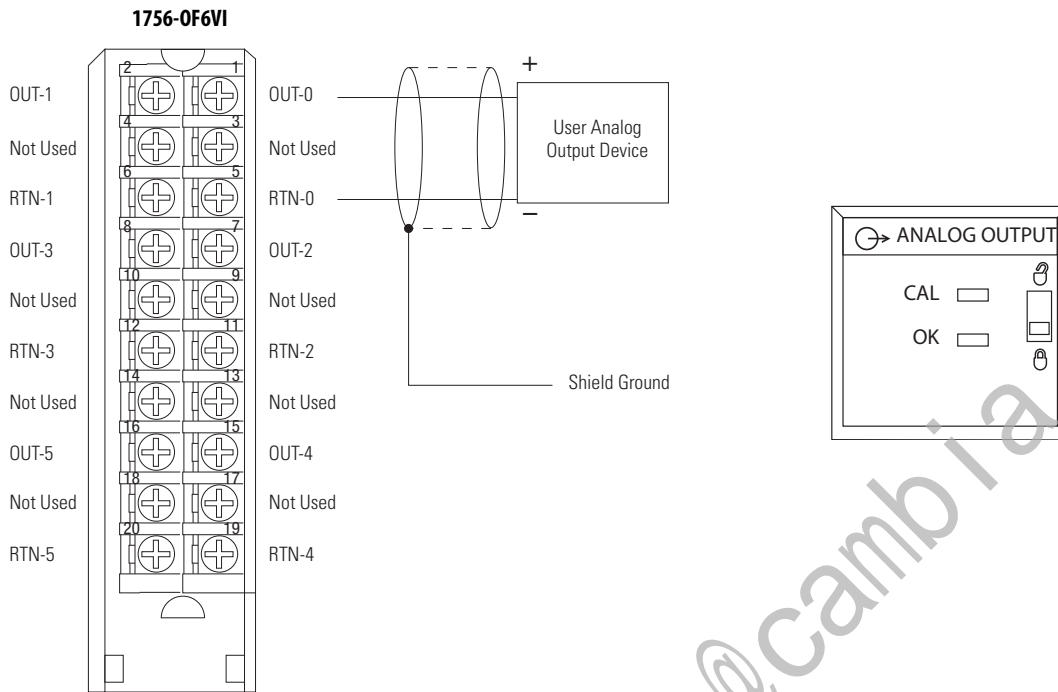 1756-OF6VI
2 1
OUT-1 OUT-0
4 3
Not Used Not Used
6 5
RTN-1 RTN-0
8 7
OUT-3 OUT-2
10 9
Not Used Not Used
12 11
RTN-3 RTN-2
14 13
Not Used Not Used
16 15
OUT-5 OUT-4
18 17
Not Used Not Used
20 19
RTN-5 RTN-4
+
User Analog
Output Device
–
Shield Ground
ANALOG OUTPUT
CAL
OK
@cambia